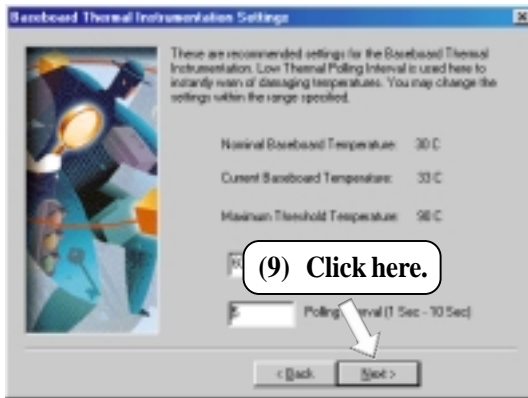 Baseboard Thermal Instrumentation Settings
These are recommended settings for the Baseboard Thermal
Instrumentation. Low Thermal Polling Interval is used here to
instantly warn of damaging temperatures. You may change the
settings within the range specified.
Nominal Baseboard Temperature: 30 C
Current Baseboard Temperature: 33 C
Maximum Threshold Temperature: 90 C
(9) Click here.
Polling (1 Sec - 10 Sec)
< Back Next >